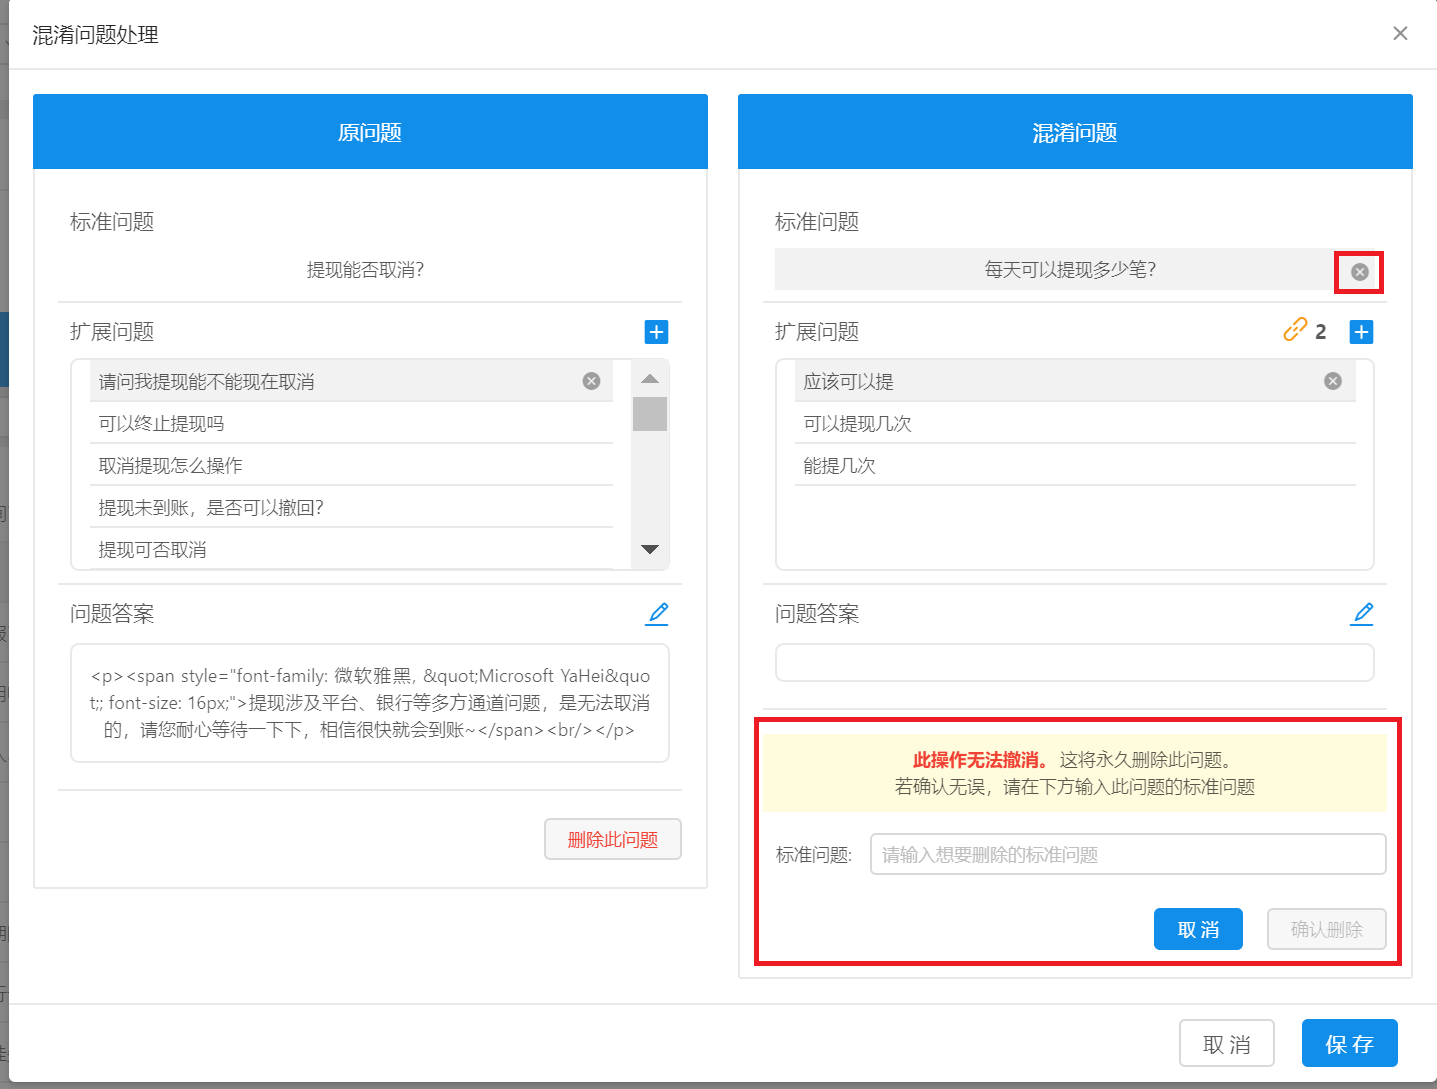 混淆问题处理
原问题
标准问题
提现能否取消？
扩展问题
请问我提现能不能现在取消
可以终止提现吗
取消提现怎么操作
提现未到账，是否可以撤回？
提现可否取消
问题答案
<p><span style="font-family: 微软雅黑, &quot;Microsoft YaHei&quo
t;; font-size: 16px;">提现涉及平台、银行等多方通道问题，是无法取消
的，请您耐心等待一下下，相信很快就会到账~</span><br/></p>
删除此问题
混淆问题
标准问题
每天可以提现多少笔？
扩展问题 2
应该可以提
可以提现几次
能提几次
问题答案
此操作无法撤消。 这将永久删除此问题。
若确认无误，请在下方输入此问题的标准问题
标准问题: 请输入想要删除的标准问题
取消 确认删除
取消 保存